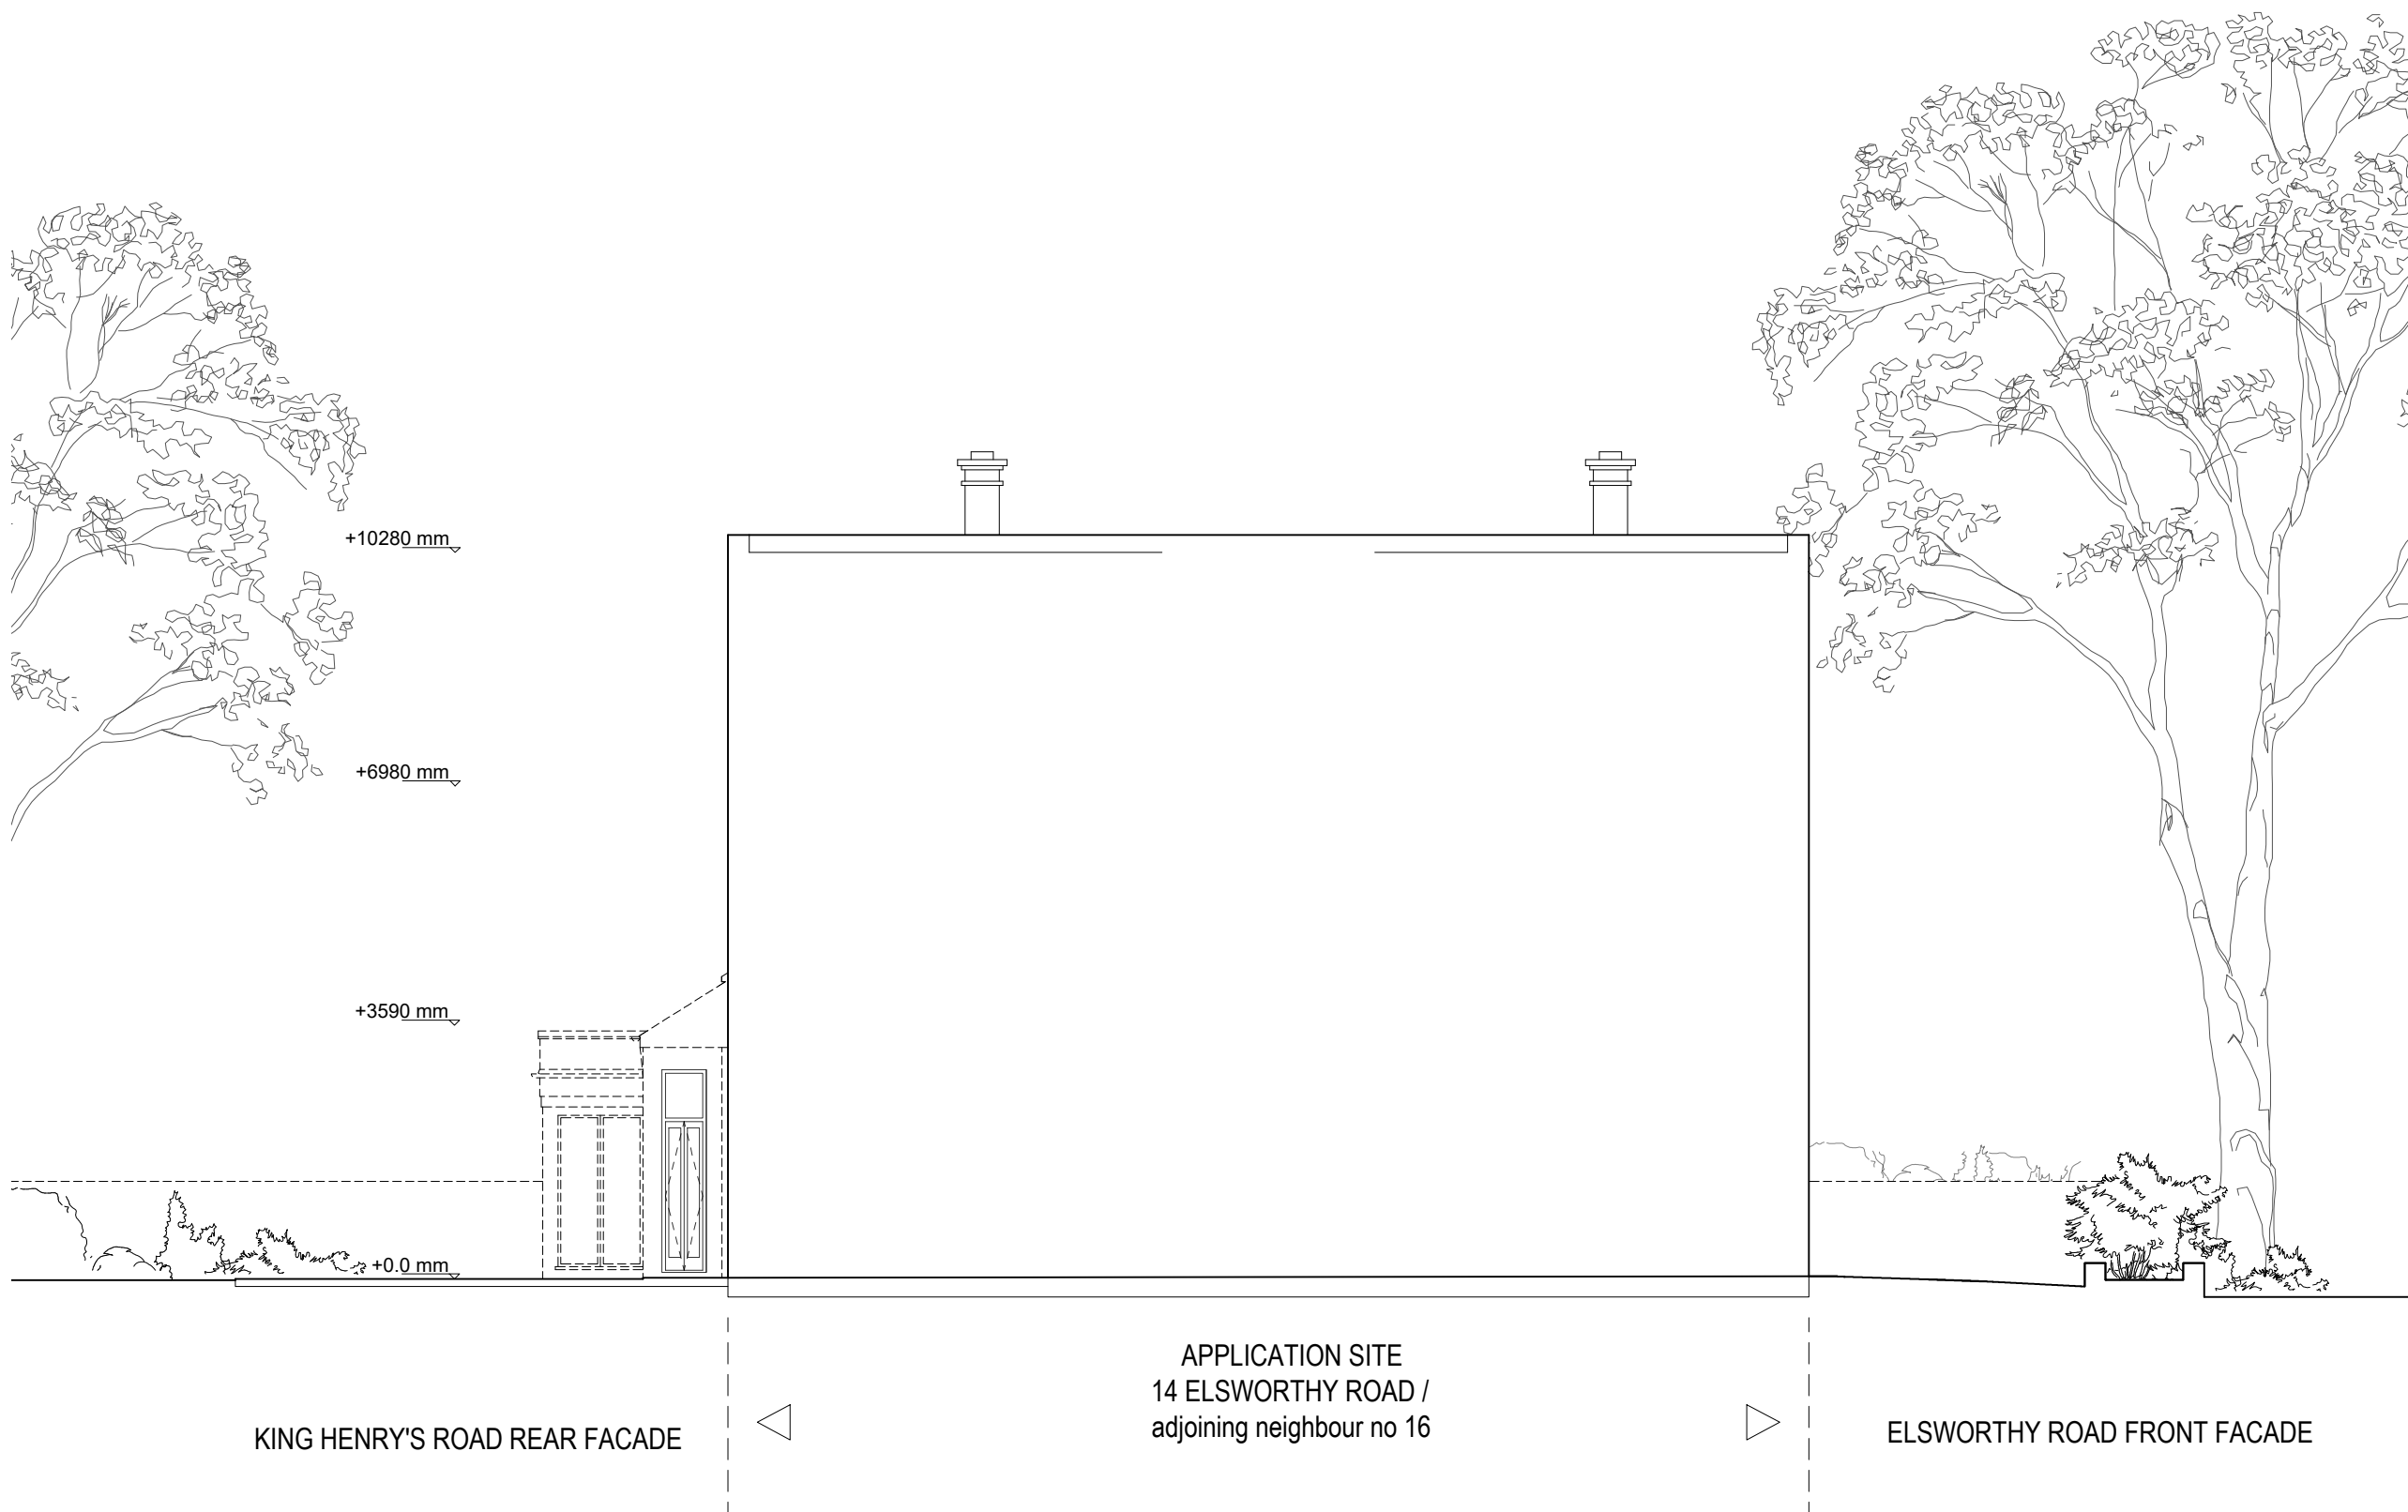 +10280 mm
+6980 mm
+3590 mm
+0.0 mm
APPLICATION SITE
14 ELSWORTHY ROAD /
adjoining neighbour no 16
KING HENRY'S ROAD REAR FACADE
ELSWORTHY ROAD FRONT FACADE